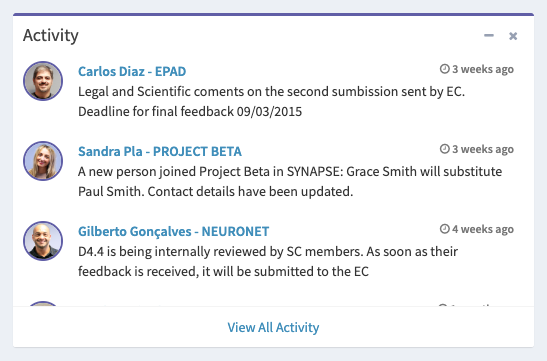 Activity
Carlos Diaz - EPAD
3 weeks ago
Legal and Scientific coments on the second sumbission sent by EC.
Deadline for final feedback 09/03/2015
Sandra Pla - PROJECT BETA
3 weeks ago
A new person joined Project Beta in SYNAPSE: Grace Smith will substitute
Paul Smith. Contact details have been updated.
Gilberto Gonçalves - NEURONET
4 weeks ago
D4.4 is being internally reviewed by SC members. As soon as their
feedback is received, it will be submitted to the EC
View All Activity